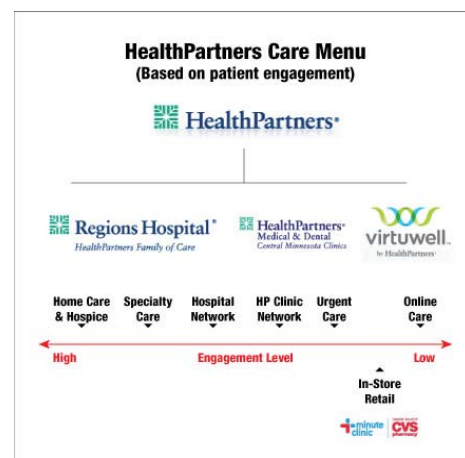 HealthPartners Care Menu
(Based on patient engagement)
HealthPartners®
Regions Hospital®
HealthPartners Family of Care
HealthPartners®
Medical & Dental
Central Minnesota Clinics
virtuwell™
by HealthPartners®
Home Care
& Hospice
Specialty
Care
Hospital
Network
HP Clinic
Network
Urgent
Care
Online
Care
High
Engagement Level
Low
In-Store
Retail
minute
clinic
CVS
pharmacy